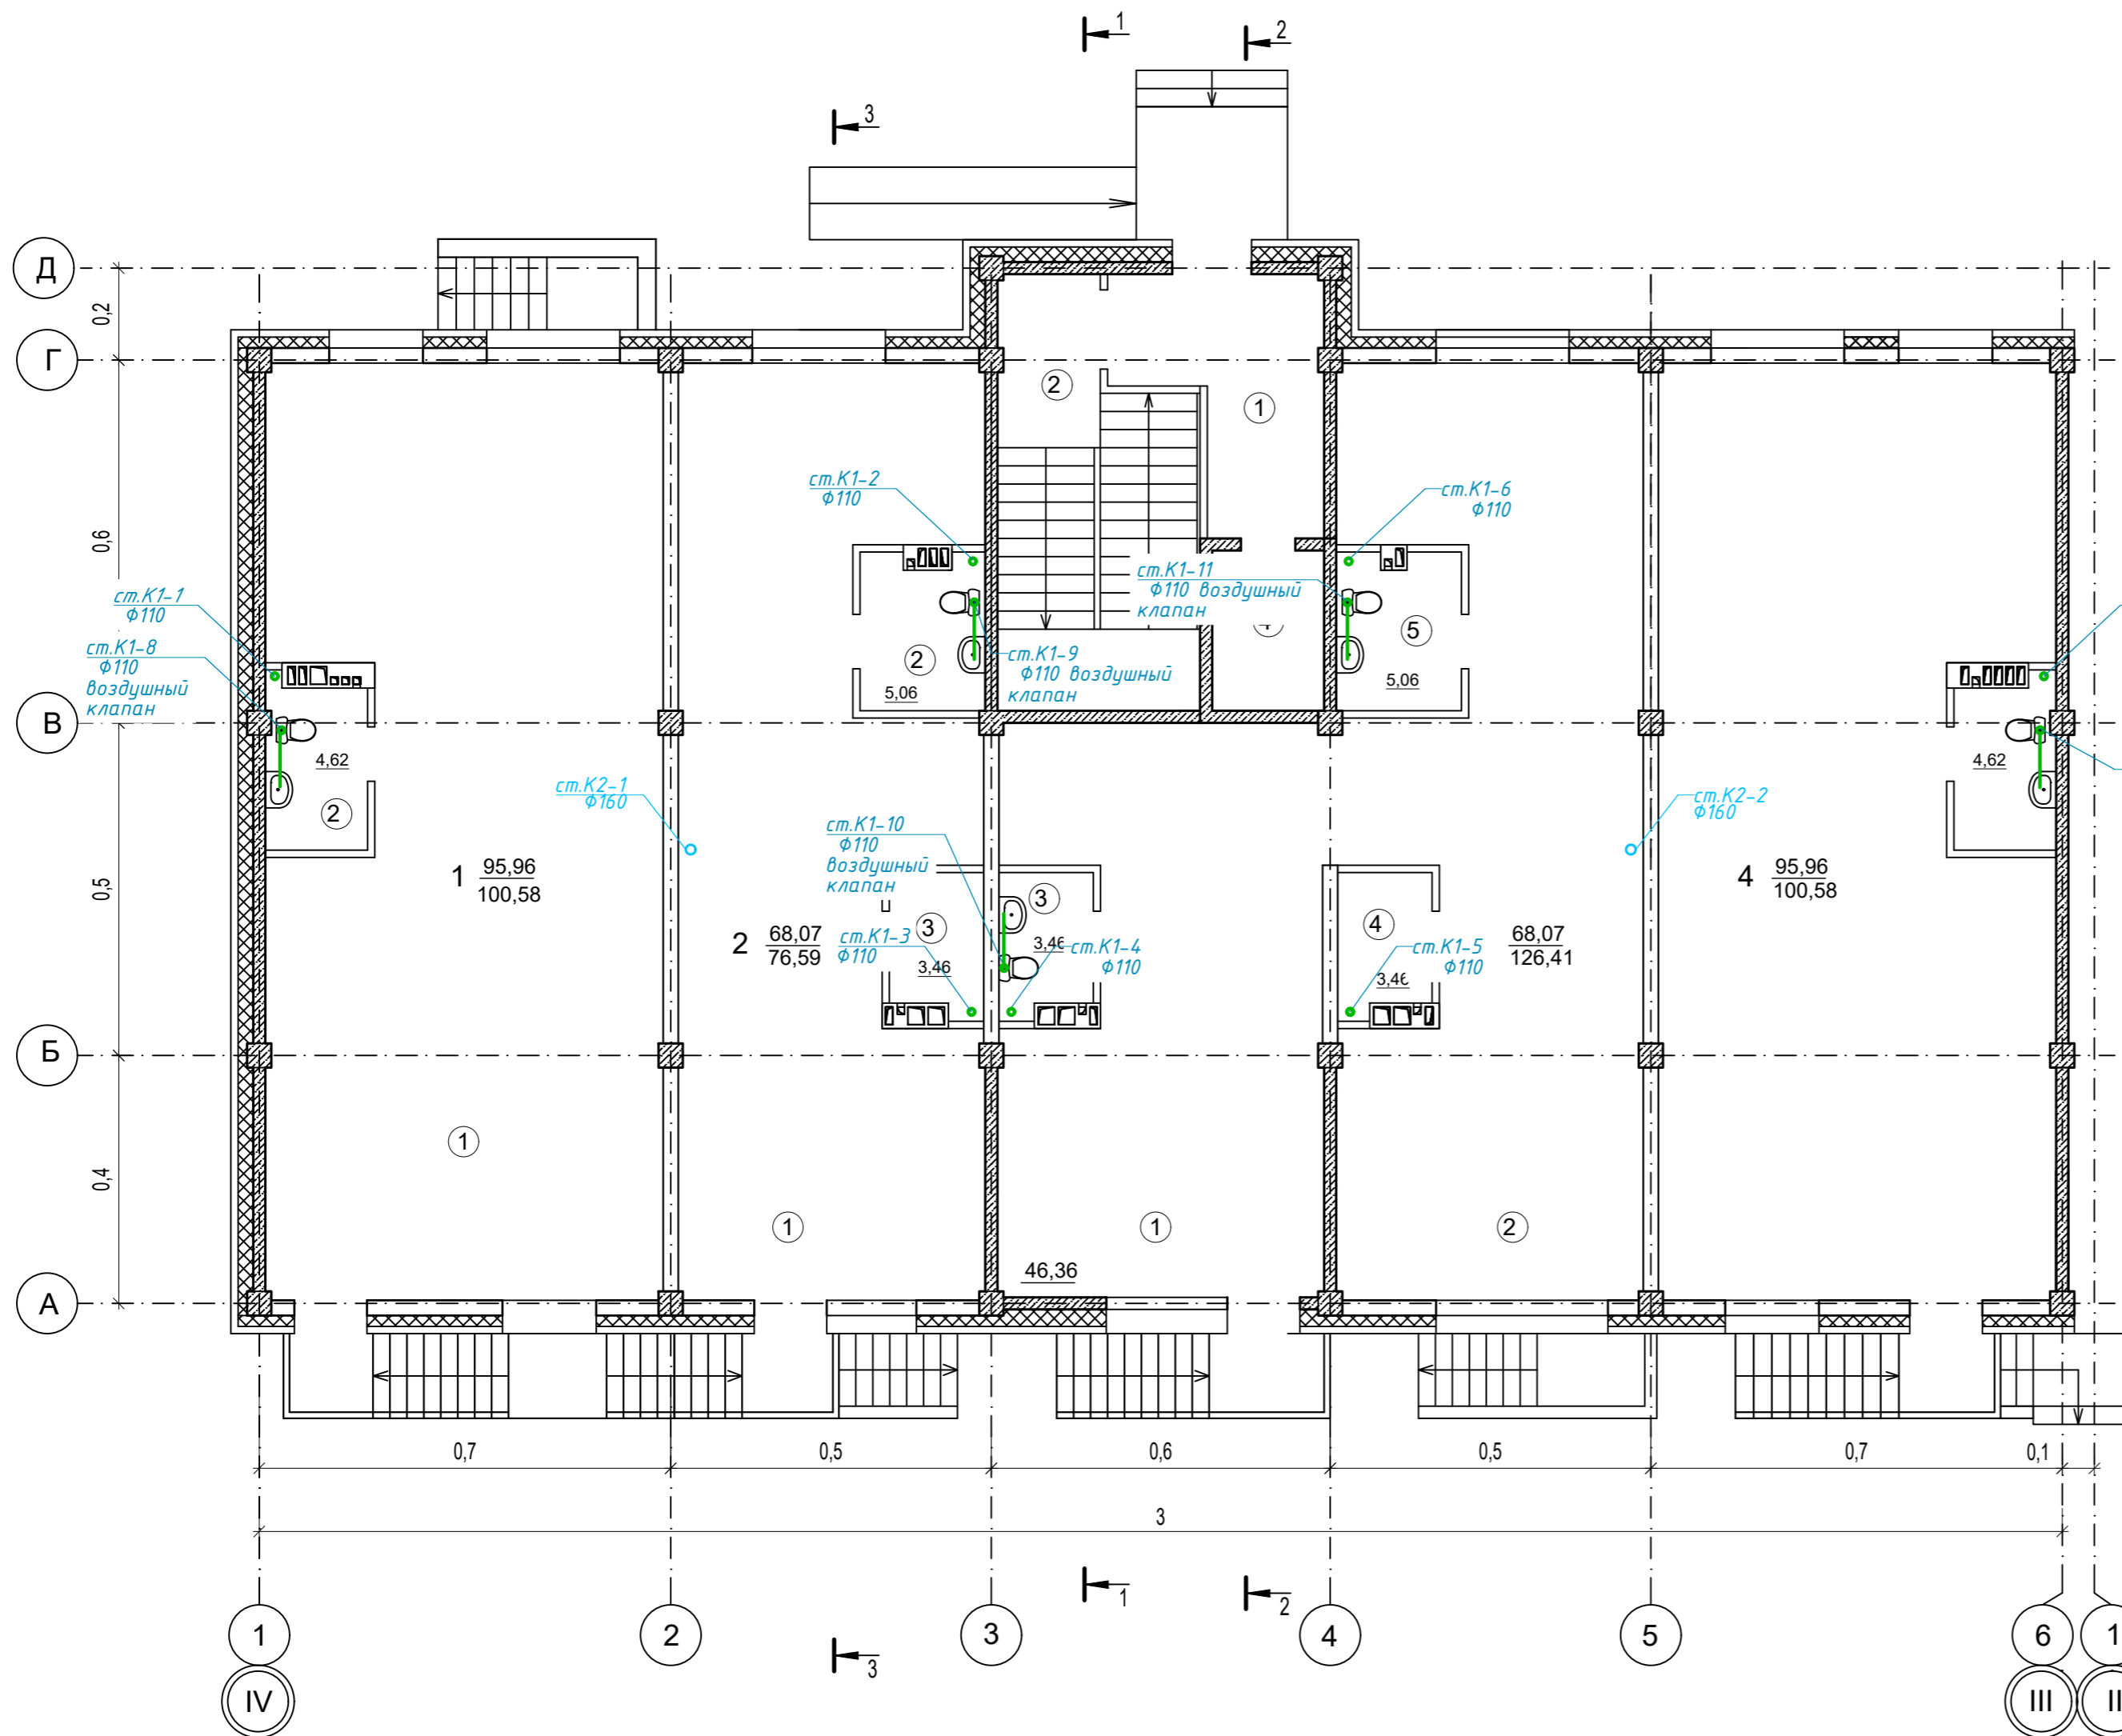 1
2
3
Д
0,2
Г
2
1
0,6
ст.К1-2
Ф110
ст.К1-6
Ф110
ст.К1-11
Ф110 воздушный
клапан
ст.К1-1
Ф110
ст.К1-8
Ф110
воздушный
клапан
2
5,06
ст.К1-9
Ф110 воздушный
клапан
5
5,06
В
4,62
2
4,62
ст.К2-1
Ф160
ст.К2-2
Ф160
ст.К1-10
Ф110
воздушный
клапан
1
95,96
100,58
4
95,96
100,58
0,5
3
3
4
2
68,07
76,59
ст.К1-3
Ф110
3,46
3,46
ст.К1-4
Ф110
ст.К1-5
Ф110
3,46
68,07
126,41
Б
0,4
1
1
1
2
46,36
А
0,7
0,5
0,6
0,5
0,7
0,1
3
1
2
3
1
2
3
4
5
6
1
IV
III
II